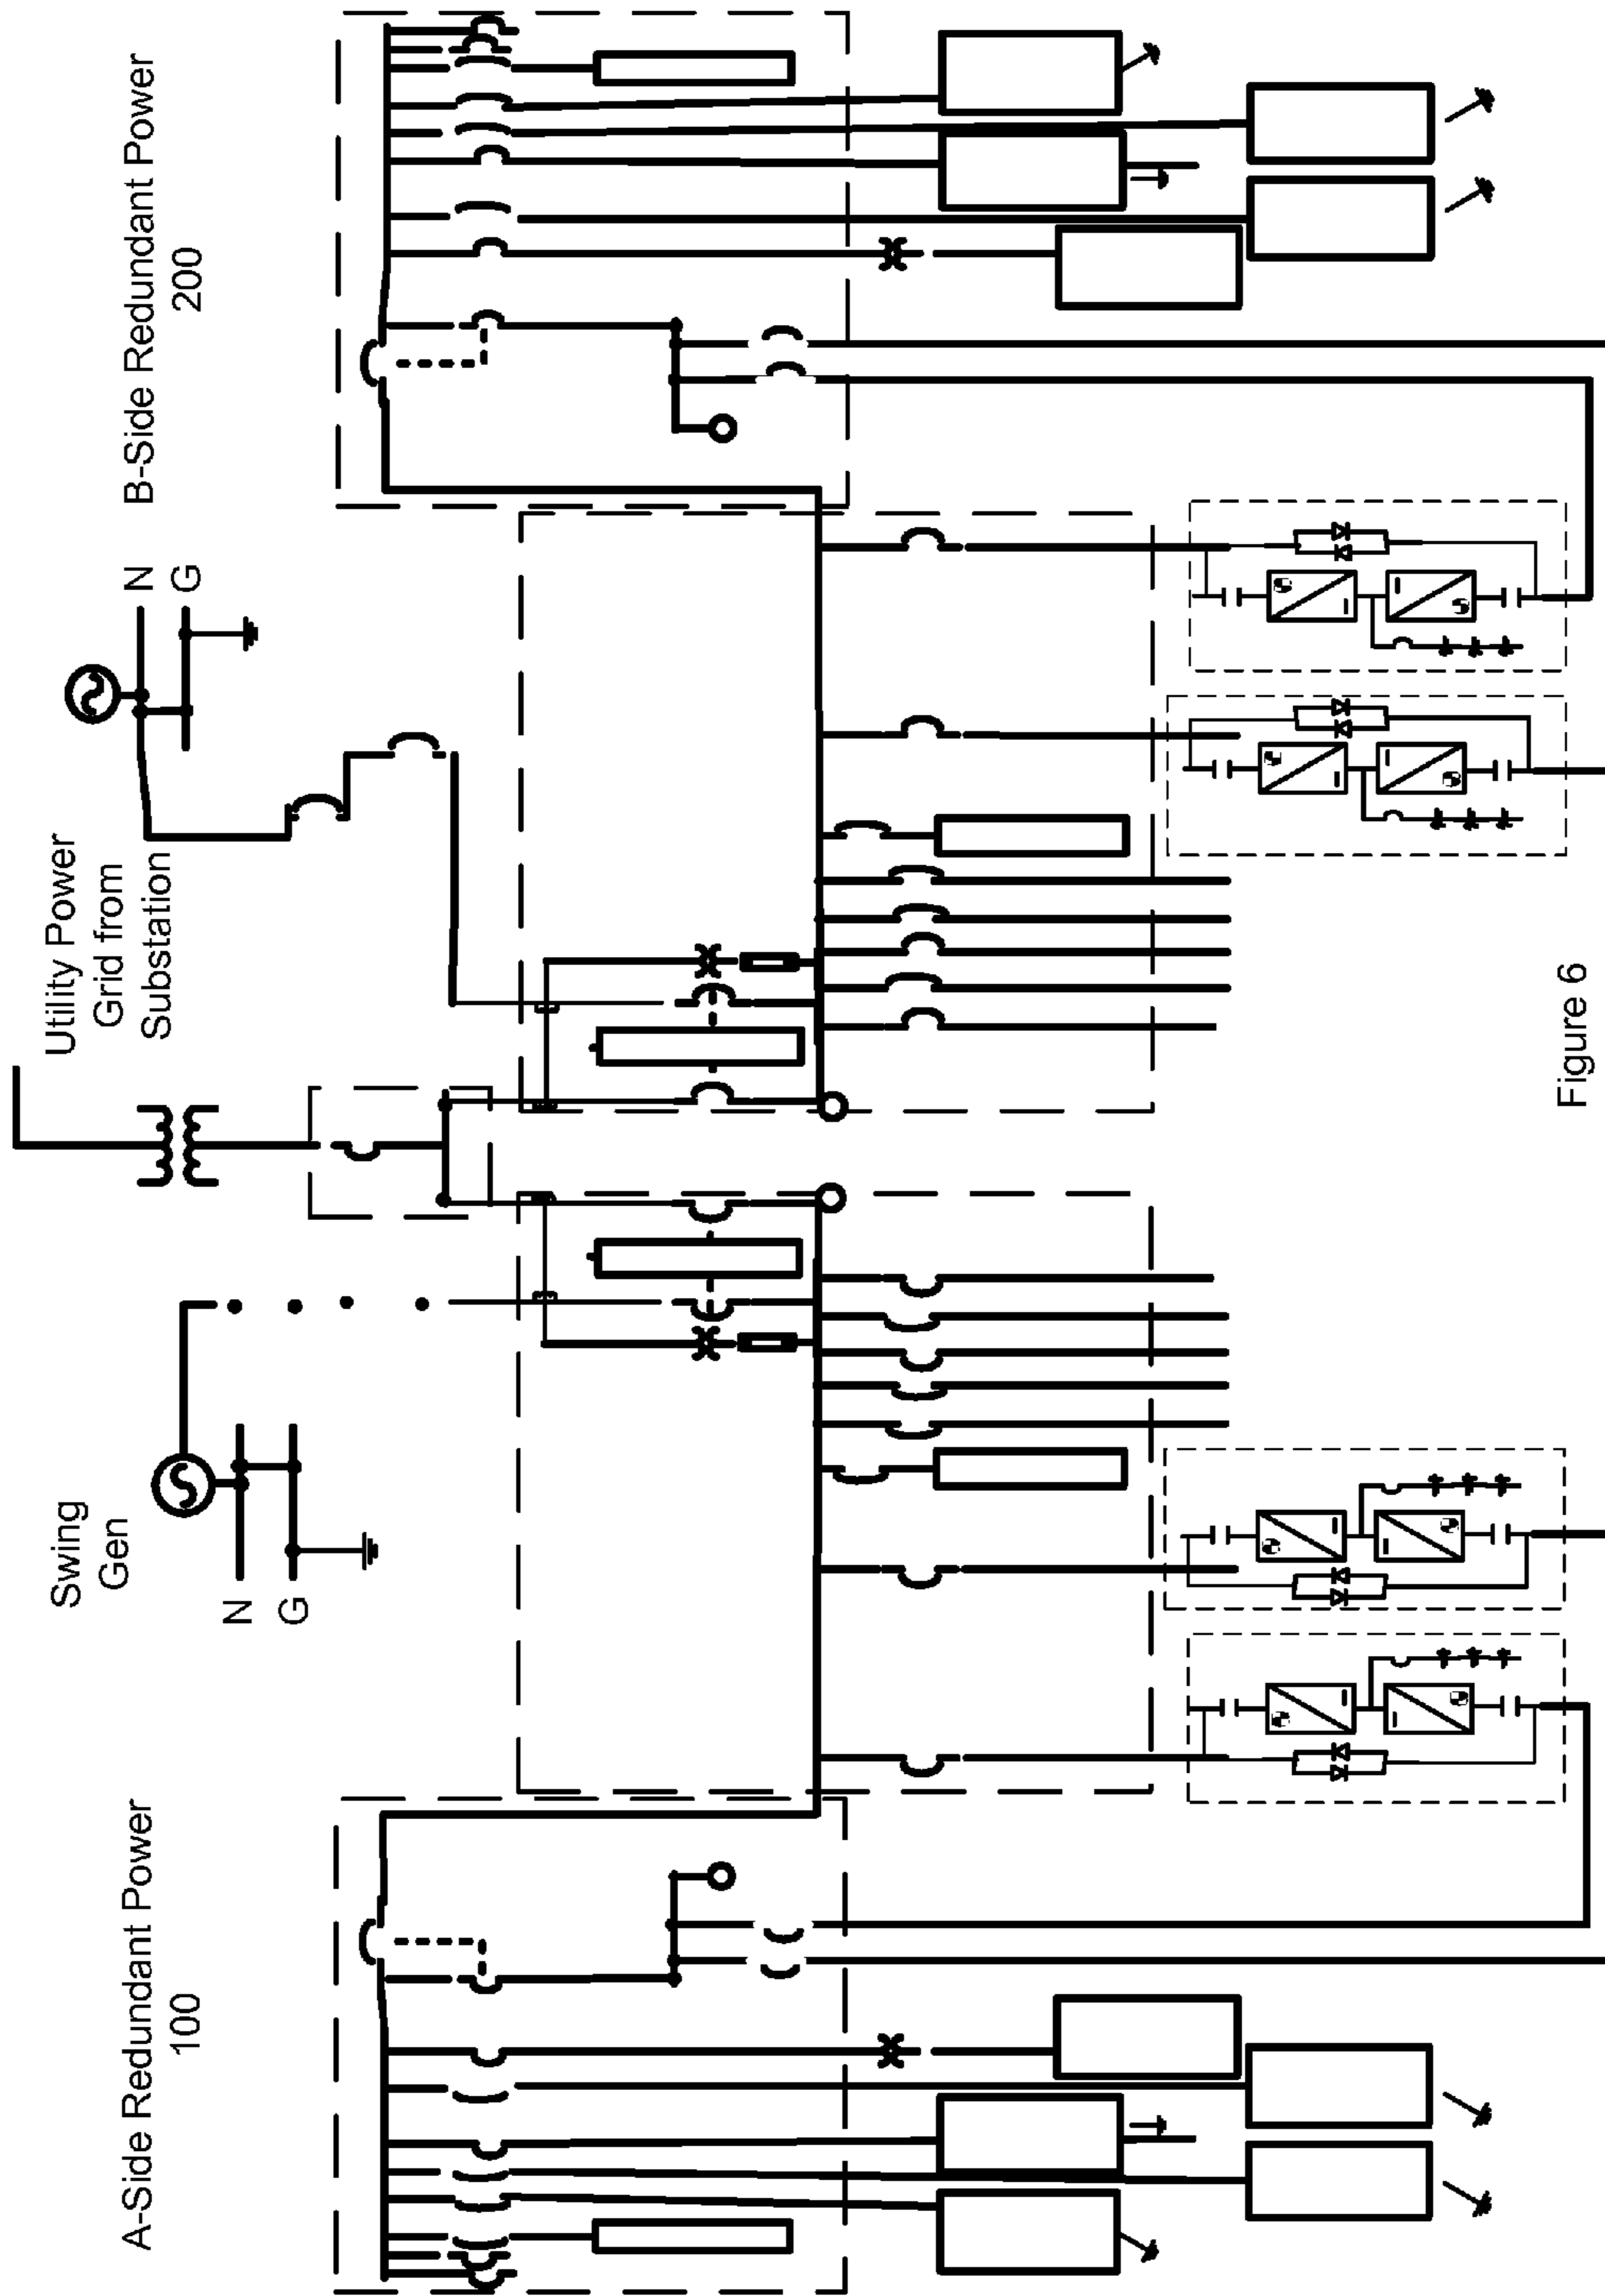 A-Side Redundant Power
100
Swing
Gen
N
G
Utility Power
Grid from
Substation
N
G
B-Side Redundant Power
200
Figure 6